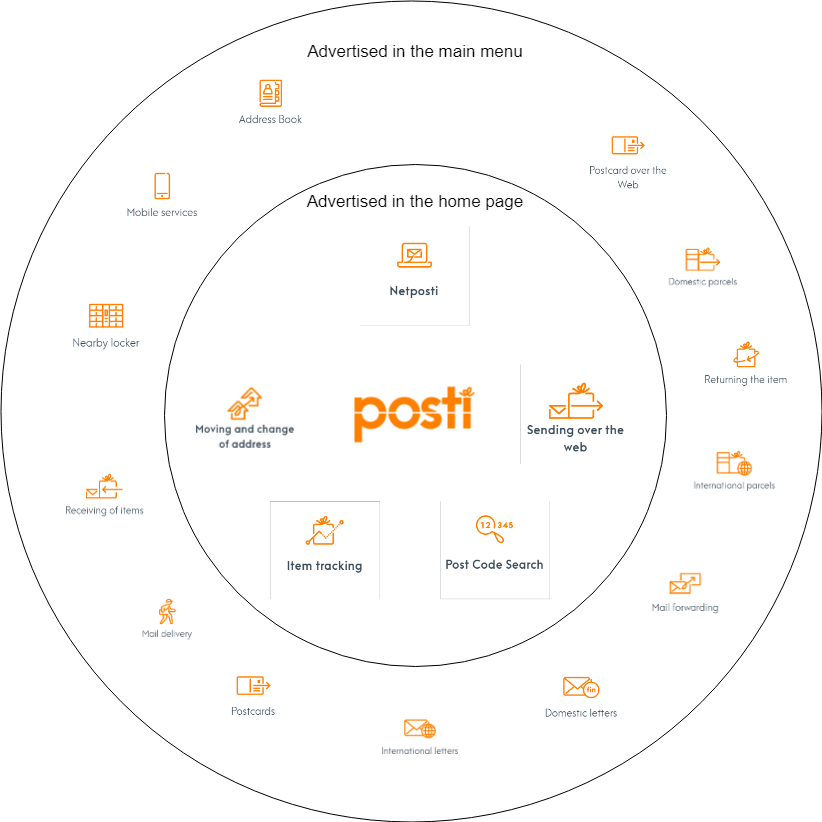 Advertised in the main menu
Address Book
Postcard over the
Web
Mobile services
Advertised in the home page
Netposti
Domestic parcels
Nearby locker
Returning the item
posti
Moving and change
of address
Sending over the
web
International parcels
Receiving of items
12 345
Item tracking
Post Code Search
Mail forwarding
Mail delivery
fin
Postcards
Domestic letters
International letters